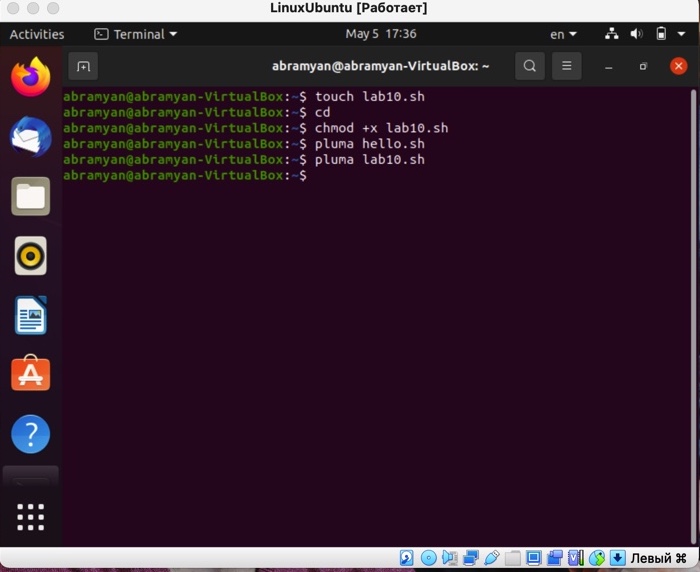 LinuxUbuntu [Работает]
Activities Terminal May 5 17:36 en
abramyan@abramyan-VirtualBox: ~
abramyan@abramyan-VirtualBox:~$ touch lab10.sh
abramyan@abramyan-VirtualBox:~$ cd
abramyan@abramyan-VirtualBox:~$ chmod +x lab10.sh
abramyan@abramyan-VirtualBox:~$ pluma hello.sh
abramyan@abramyan-VirtualBox:~$ pluma lab10.sh
abramyan@abramyan-VirtualBox:~$
Левый ⌘